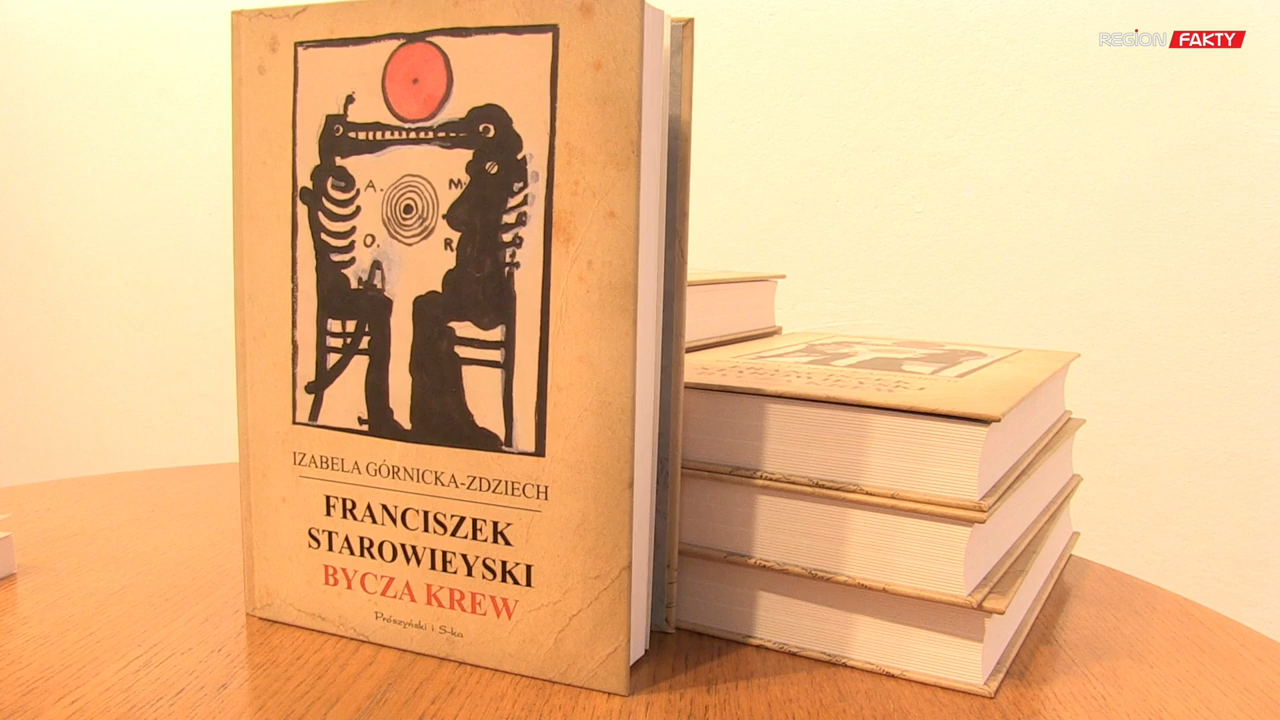 REGION FAKTY
A. M.
O. R.
IZABELA GÓRNICKA-ZDZIECH
FRANCISZEK
STAROWIEYSKI
BYCZA KREW
Prószyński i S-ka